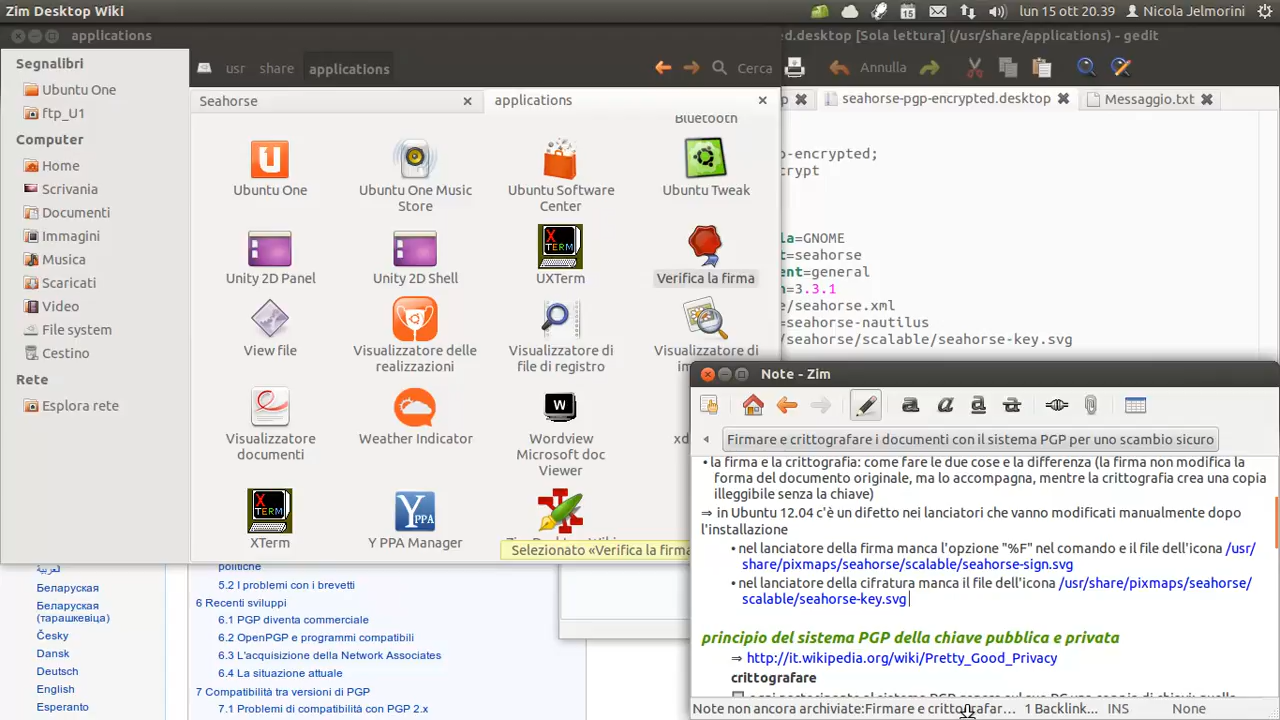 Zim Desktop Wiki
15
lun 15 ott 20.39
Nicola Jelmorini
applications
Segnalibri
Ubuntu One
ftp_U1
Computer
Home
Scrivania
Documenti
Immagini
Musica
Scaricati
Video
File system
Cestino
Rete
Esplora rete
usr
share
applications
Cerca
Seahorse
applications
Bluetooth
Ubuntu One
Ubuntu One Music
Store
Ubuntu Software
Center
Ubuntu Tweak
Unity 2D Panel
Unity 2D Shell
UXTerm
Verifica la firma
View file
Visualizzatore delle
realizzazioni
Visualizzatore di
file di registro
Visualizzatore di
Visualizzatore
documenti
Weather Indicator
Wordview
Microsoft doc
Viewer
xd
XTerm
Y PPA Manager
Selezionato «Verifica la firma
ed.desktop [Sola lettura] (/usr/share/applications) - gedit
Annulla
seahorse-pgp-encrypted.desktop
Messaggio.txt
p-encrypted;
crypt
la=GNOME
t=seahorse
ent=general
n=3.3.1
e/seahorse.xml
=seahorse-nautilus
/seahorse/scalable/seahorse-key.svg
Note - Zim
Firmare e crittografare i documenti con il sistema PGP per uno scambio sicuro
• la firma e la crittografia: come fare le due cose e la differenza (la firma non modifica la
forma del documento originale, ma lo accompagna, mentre la crittografia crea una copia
illeggibile senza la chiave)
⇒ in Ubuntu 12.04 c'è un difetto nei lanciatori che vanno modificati manualmente dopo
l'installazione
• nel lanciatore della firma manca l'opzione "%F" nel comando e il file dell'icona /usr/
share/pixmaps/seahorse/scalable/seahorse-sign.svg
• nel lanciatore della cifratura manca il file dell'icona /usr/share/pixmaps/seahorse/
scalable/seahorse-key.svg
principio del sistema PGP della chiave pubblica e privata
⇒ http://it.wikipedia.org/wiki/Pretty_Good_Privacy
crittografare
Note non ancora archiviate:Firmare e crittografar...
1 Backlink...
INS
None
العربية
Беларуская
Беларуская
(тарашкевіца)
Česky
Dansk
Deutsch
English
Esperanto
politiche
5.2 I problemi con i brevetti
6 Recenti sviluppi
6.1 PGP diventa commerciale
6.2 OpenPGP e programmi compatibili
6.3 L'acquisizione della Network Associates
6.4 La situazione attuale
7 Compatibilità tra versioni di PGP
7.1 Problemi di compatibilità con PGP 2.x